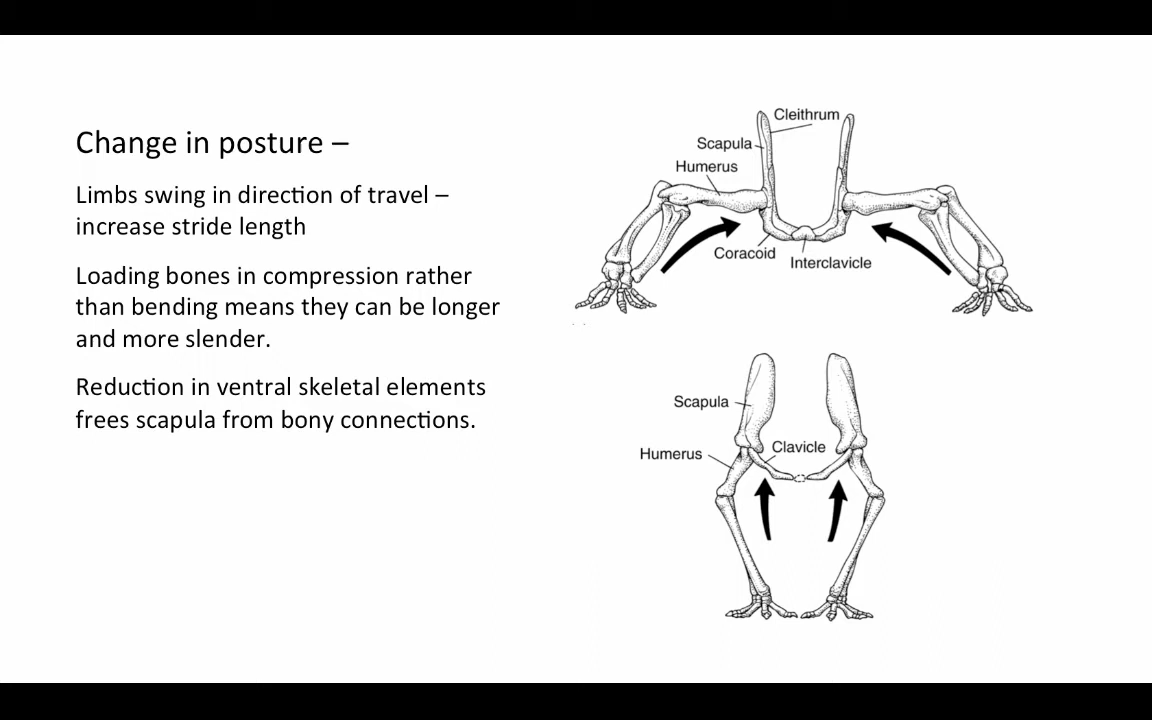 Change in posture –
Limbs swing in direction of travel –
increase stride length
Loading bones in compression rather
than bending means they can be longer
and more slender.
Reduction in ventral skeletal elements
frees scapula from bony connections.
Cleithrum
Scapula
Humerus
Coracoid
Interclavicle
Scapula
Clavicle
Humerus